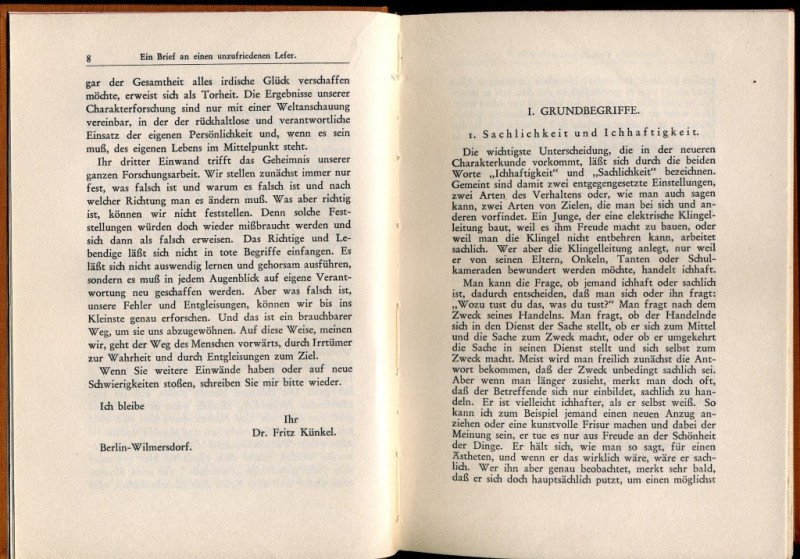 8 Ein Brief an einen unzufriedenen Leser.
gar der Gesamtheit alles irdische Glück verschaffen
möchte, erweist sich als Torheit. Die Ergebnisse unserer
Charakterforschung sind nur mit einer Weltanschauung
vereinbar, in der der rückhaltlose und verantwortliche
Einsatz der eigenen Persönlichkeit und, wenn es sein
muß, des eigenen Lebens im Mittelpunkt steht.
Ihr dritter Einwand trifft das Geheimnis unserer
ganzen Forschungsarbeit. Wir stellen zunächst immer nur
fest, was falsch ist und warum es falsch ist und nach
welcher Richtung man es ändern muß. Was aber richtig
ist, können wir nicht feststellen. Denn solche Fest-
stellungen würden doch wieder mißbraucht werden und
sich dann als falsch erweisen. Das Richtige und Le-
bendige läßt sich nicht in tote Begriffe einfangen. Es
läßt sich nicht auswendig lernen und gehorsam ausführen,
sondern es muß in jedem Augenblick auf eigene Verant-
wortung neu geschaffen werden. Aber was falsch ist,
unsere Fehler und Entgleisungen, können wir bis ins
Kleinste genau erforschen. Und das ist ein brauchbarer
Weg, um sie uns abzugewöhnen. Auf diese Weise, meinen
wir, geht der Weg des Menschen vorwärts, durch Irrtümer
zur Wahrheit und durch Entgleisungen zum Ziel.
Wenn Sie weitere Einwände haben oder auf neue
Schwierigkeiten stoßen, schreiben Sie mir bitte wieder.
Ich bleibe
Ihr
Dr. Fritz Künkel.
Berlin-Wilmersdorf.
I. GRUNDBEGRIFFE.
1. Sachlichkeit und Ichhaftigkeit.
Die wichtigste Unterscheidung, die in der neueren
Charakterkunde vorkommt, läßt sich durch die beiden
Worte „Ichhaftigkeit" und „Sachlichkeit" bezeichnen.
Gemeint sind damit zwei entgegengesetzte Einstellungen,
zwei Arten des Verhaltens oder, wie man auch sagen
kann, zwei Arten von Zielen, die man bei sich und an-
deren vorfindet. Ein Junge, der eine elektrische Klingel-
leitung baut, weil es ihm Freude macht zu bauen, oder
weil man die Klingel nicht entbehren kann, arbeitet
sachlich. Wer aber die Klingelleitung anlegt, nur weil
er von seinen Eltern, Onkeln, Tanten oder Schul-
kameraden bewundert werden möchte, handelt ichhaft.
Man kann die Frage, ob jemand ichhaft oder sachlich
ist, dadurch entscheiden, daß man sich oder ihn fragt:
„Wozu tust du das, was du tust?" Man fragt nach dem
Zweck seines Handelns. Man fragt, ob der Handelnde
sich in den Dienst der Sache stellt, ob er sich zum Mittel
und die Sache zum Zweck macht, oder ob er umgekehrt
die Sache in seinen Dienst stellt und sich selbst zum
Zweck macht. Meist wird man freilich zunächst die Ant-
wort bekommen, daß der Zweck unbedingt sachlich sei.
Aber wenn man länger zusieht, merkt man doch oft,
daß der Betreffende sich nur einbildet, sachlich zu han-
deln. Er ist vielleicht ichhafter, als er selbst weiß. So
kann ich zum Beispiel jemand einen neuen Anzug an-
ziehen oder eine kunstvolle Frisur machen und dabei der
Meinung sein, er tue es nur aus Freude an der Schönheit
der Dinge. Er hält sich, wie man so sagt, für einen
Ästheten, und wenn er das wirklich wäre, wäre er sach-
lich. Wer ihn aber genau beobachtet, merkt sehr bald,
daß er sich doch hauptsächlich putzt, um einen möglichst